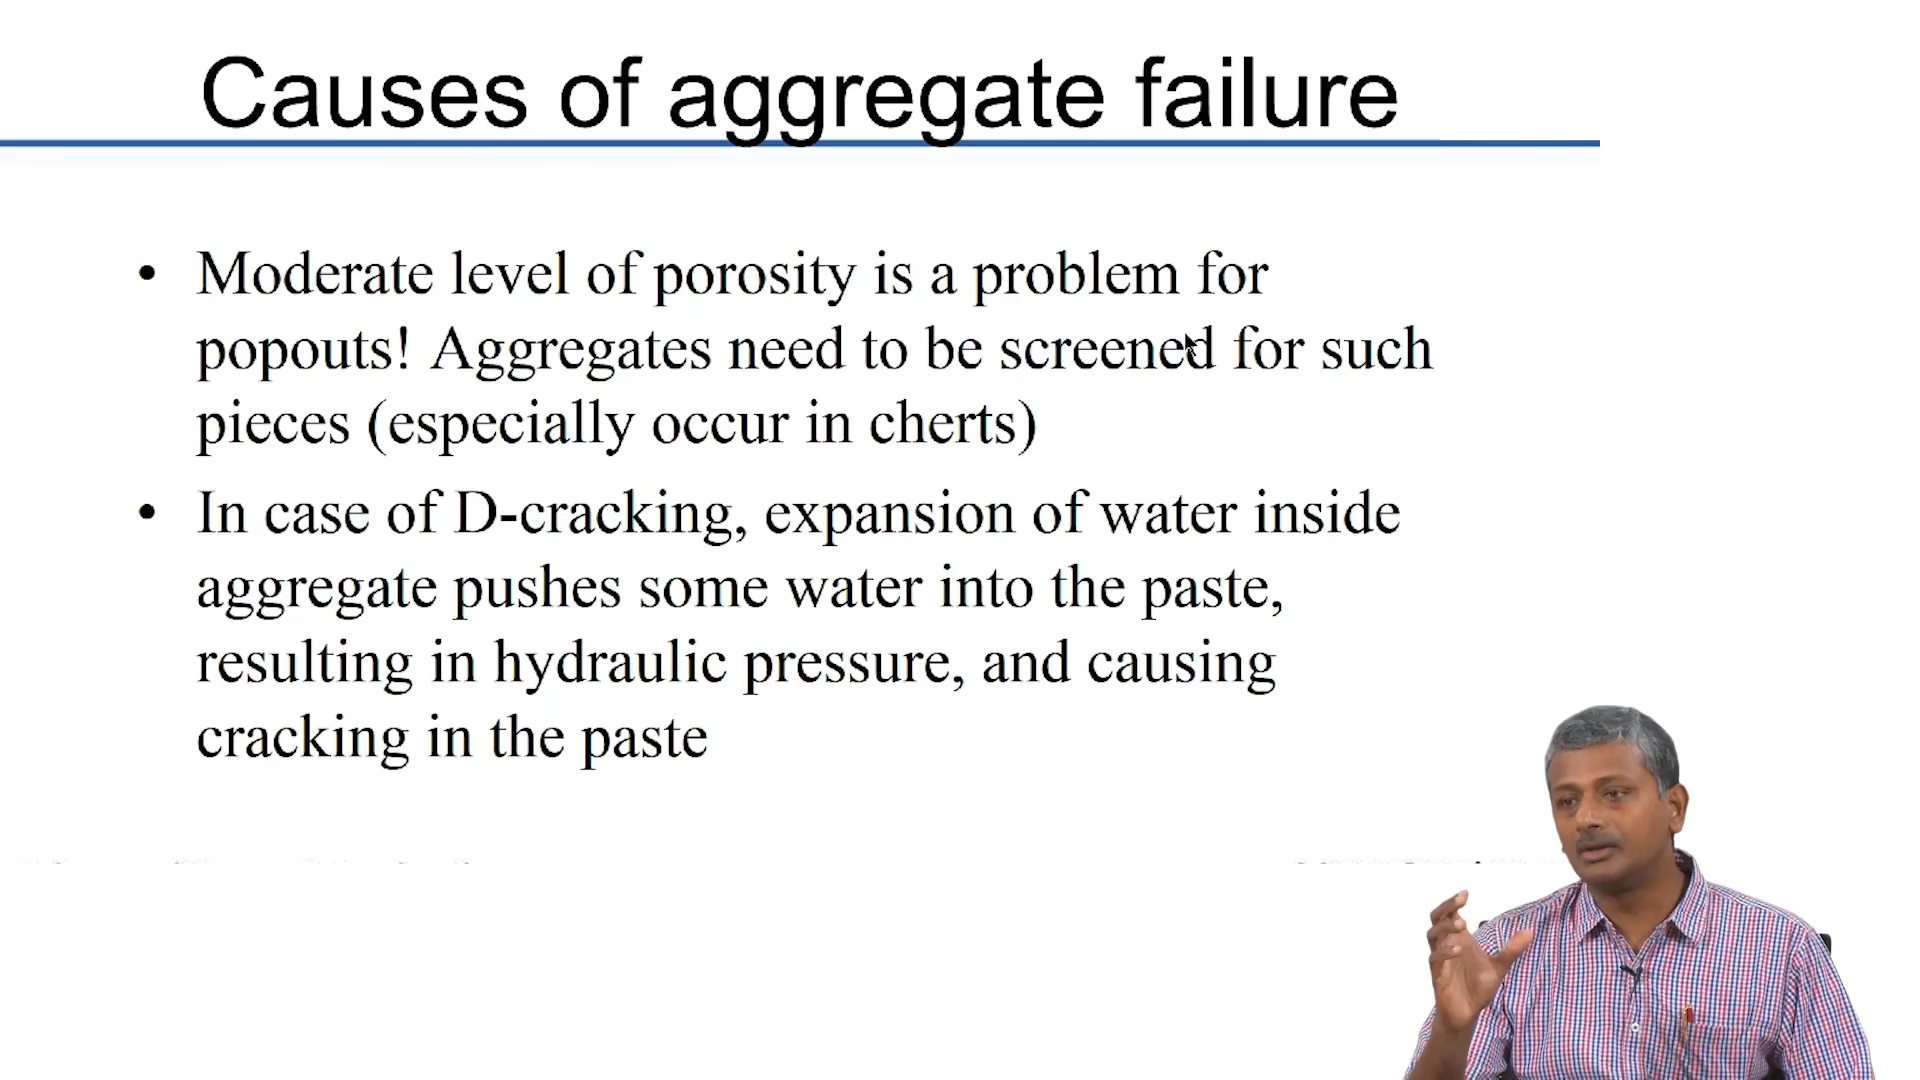 Causes of aggregate failure
• Moderate level of porosity is a problem for
popouts! Aggregates need to be screened for such
pieces (especially occur in cherts)
• In case of D-cracking, expansion of water inside
aggregate pushes some water into the paste,
resulting in hydraulic pressure, and causing
cracking in the paste